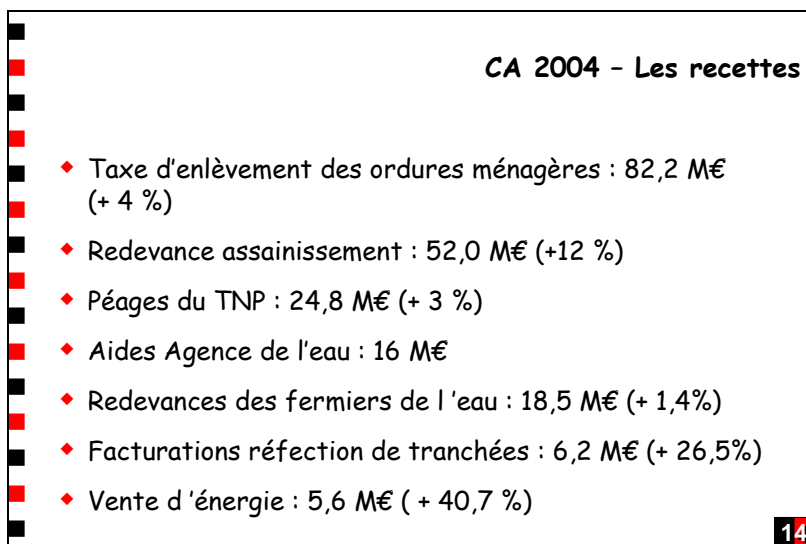 CA 2004 – Les recettes
Taxe d'enlèvement des ordures ménagères : 82,2 M€
(+ 4 %)
Redevance assainissement : 52,0 M€ (+12 %)
Péages du TNP : 24,8 M€ (+ 3 %)
Aides Agence de l'eau : 16 M€
Redevances des fermiers de l 'eau : 18,5 M€ (+ 1,4%)
Facturations réfection de tranchées : 6,2 M€ (+ 26,5%)
Vente d 'énergie : 5,6 M€ ( + 40,7 %)
14